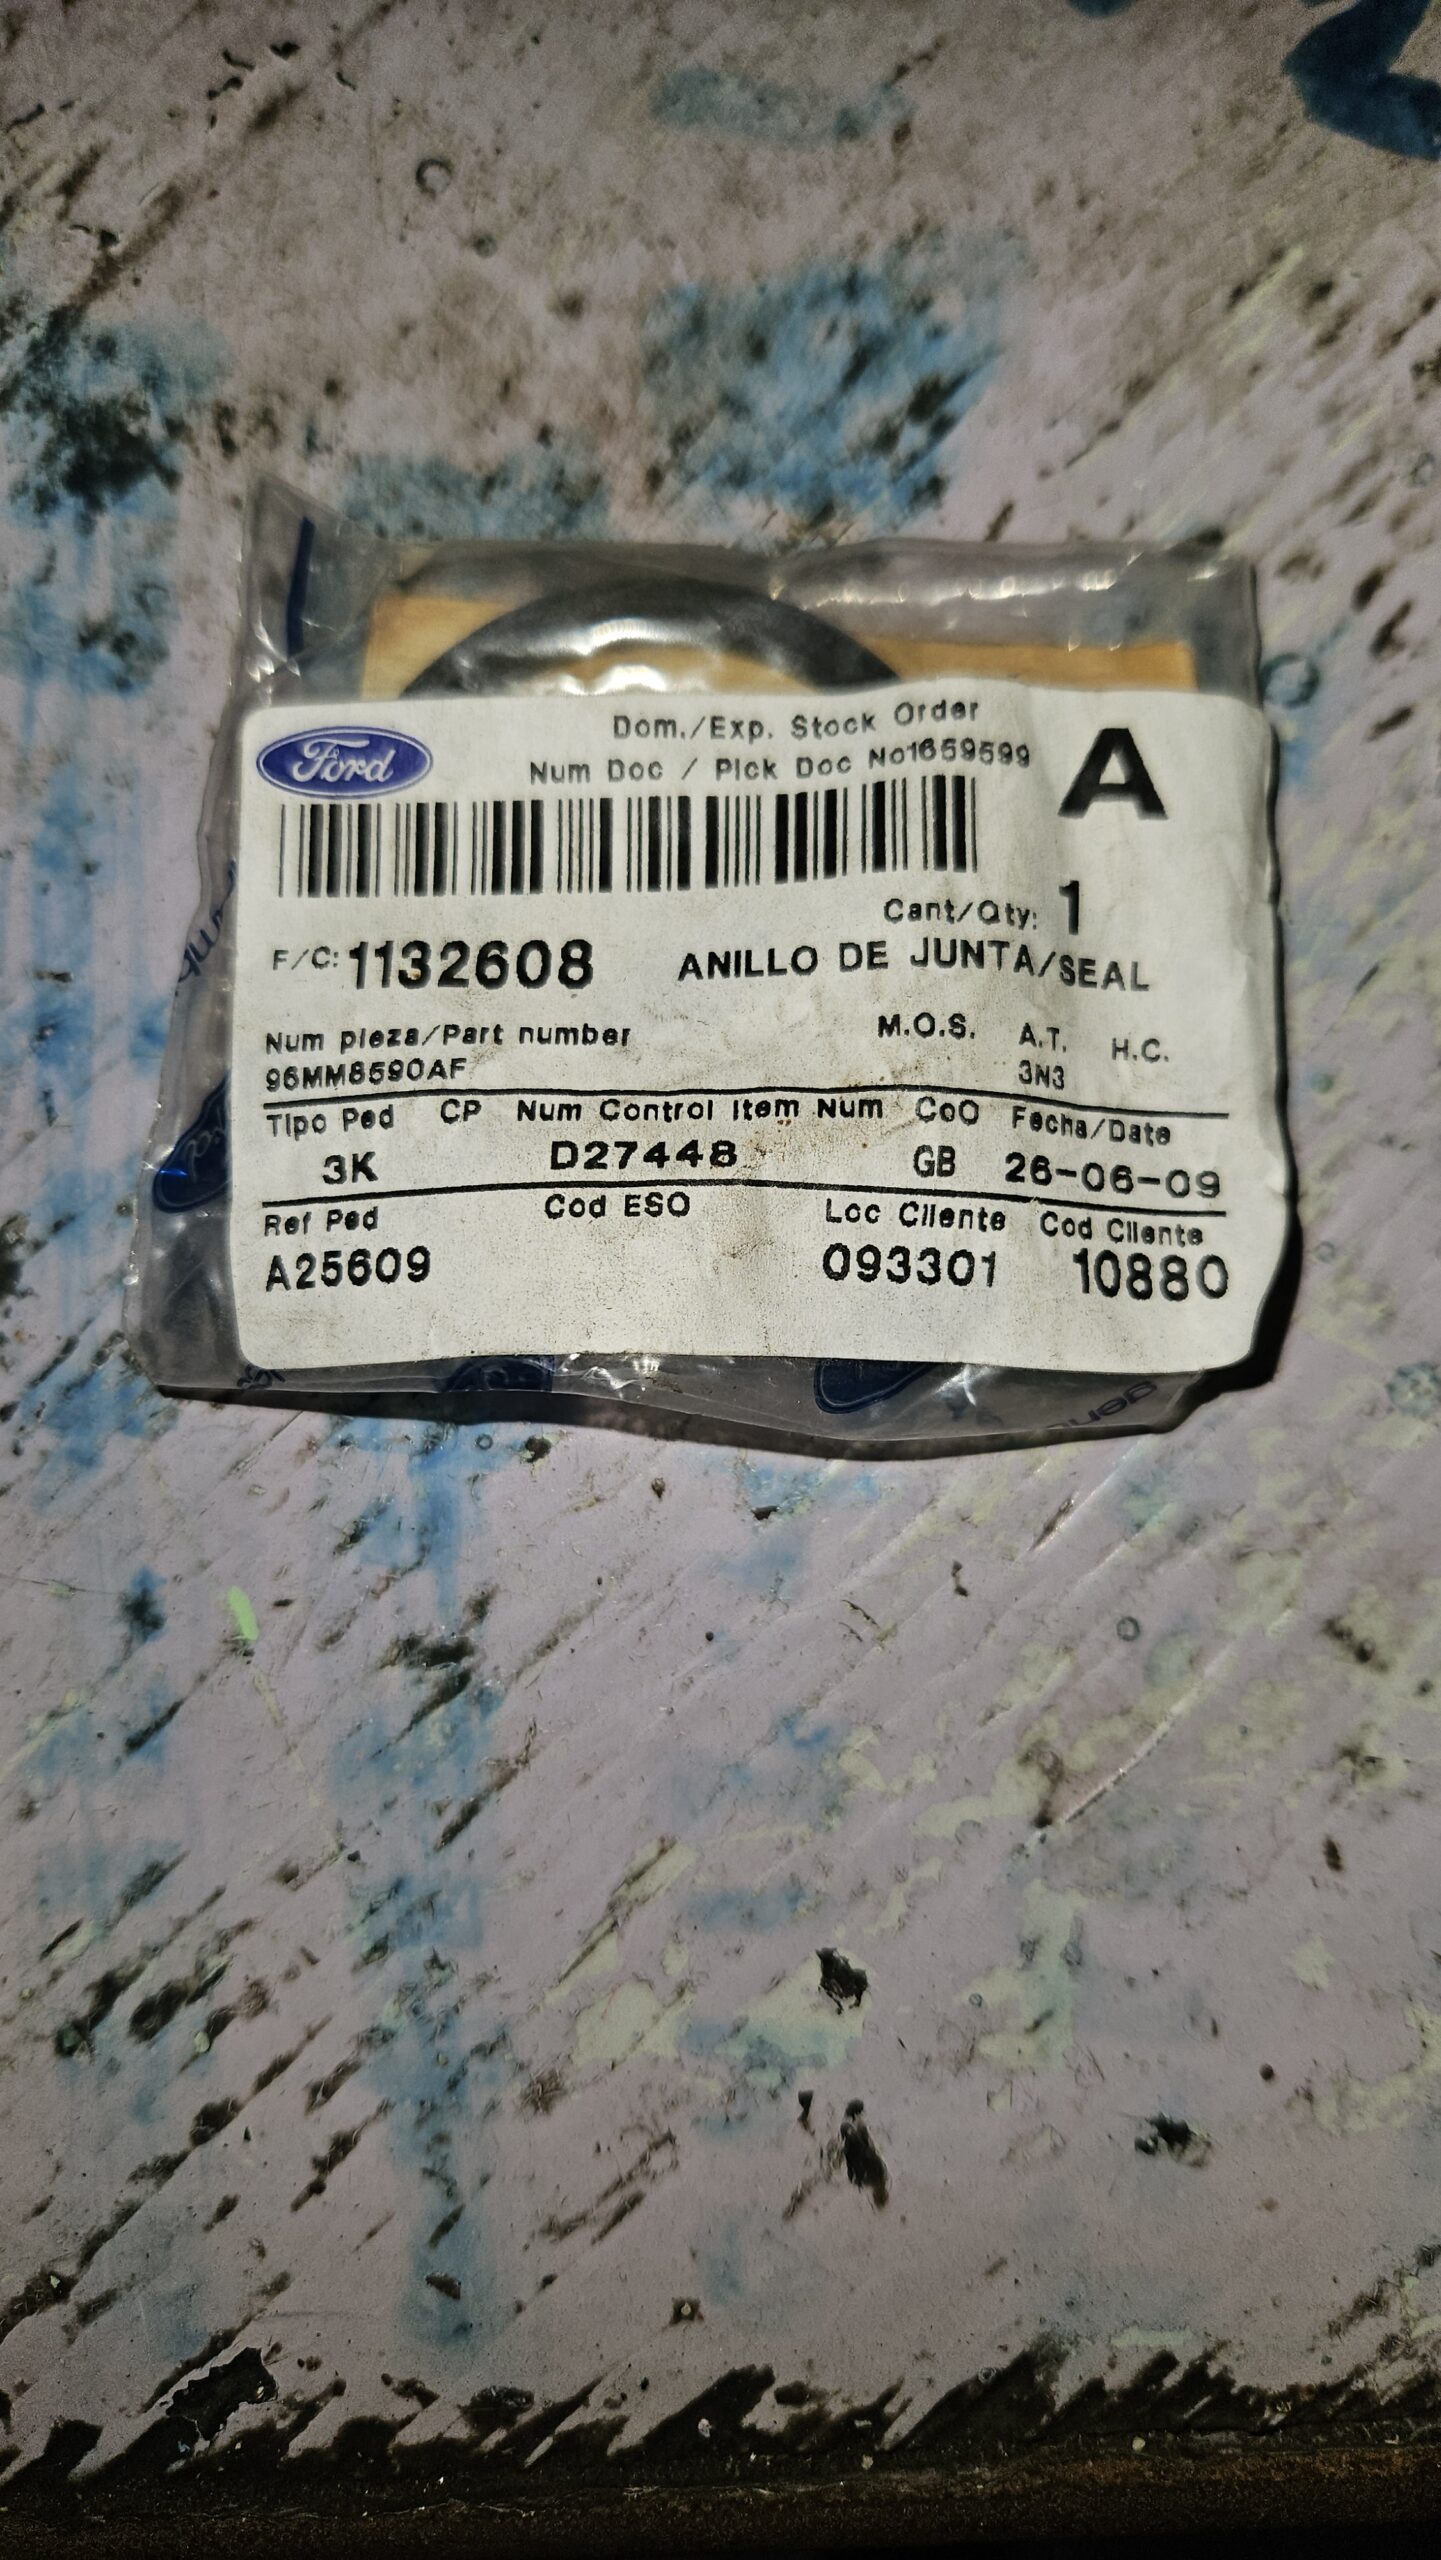 Ford
Dom./Exp. Stock Order
Num Doc / Pick Doc No1659599
A
Cant/Qty: 1
F/C: 1132608 ANILLO DE JUNTA/SEAL
Num pieza/Part number M.O.S. A.T. H.C.
96MM8590AF 3N3
Tipo Ped CP Num Control Item Num CoO Fecha/Date
3K D27448 GB 26-06-09
Ref Ped Cod ESO Loc Cliente Cod Cliente
A25609 093301 10880